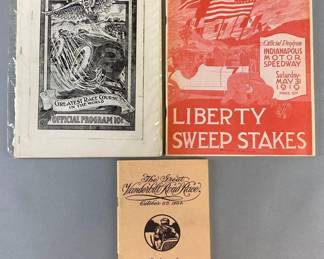 GREATEST RACE COURSE
IN THE WORLD
OFFICIAL PROGRAM 10¢
Official Program
INDIANAPOLIS
MOTOR
SPEEDWAY
Saturday
MAY 31
1919
LIBERTY
SWEEP STAKES
The Great
Vanderbilt Road Race